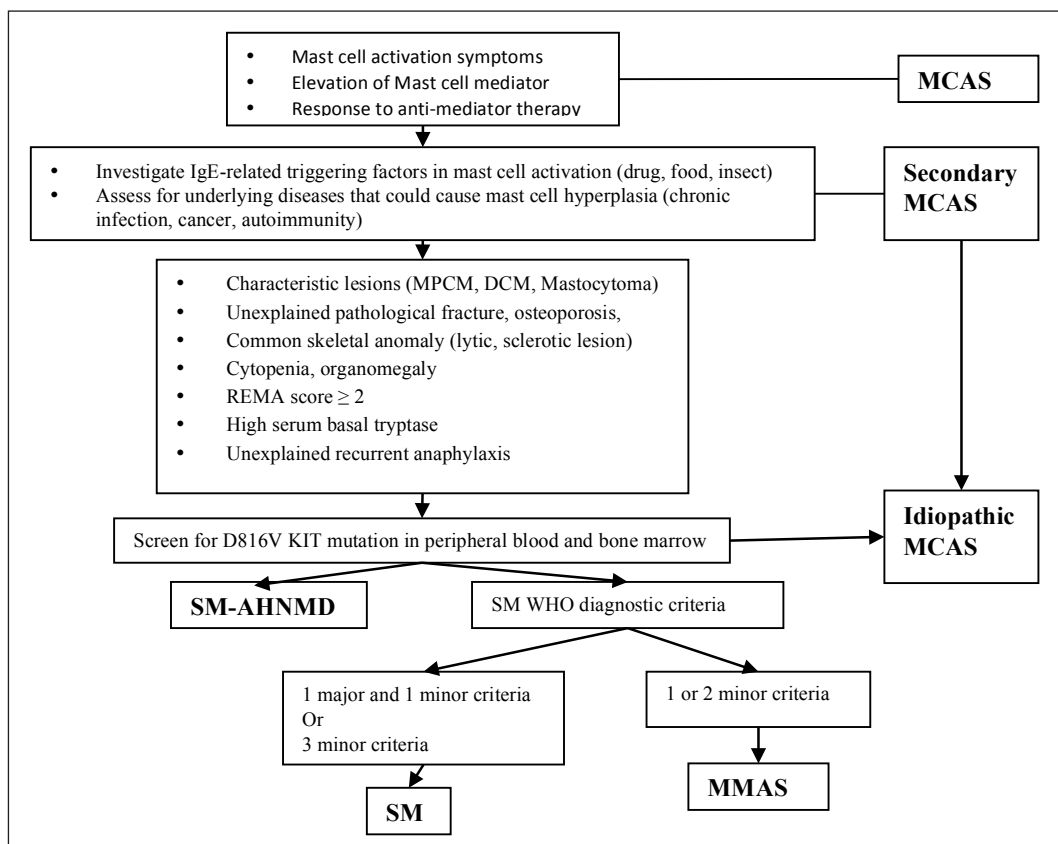 • Mast cell activation symptoms
• Elevation of Mast cell mediator
• Response to anti-mediator therapy
MCAS
• Investigate IgE-related triggering factors in mast cell activation (drug, food, insect)
• Assess for underlying diseases that could cause mast cell hyperplasia (chronic
infection, cancer, autoimmunity)
Secondary
MCAS
• Characteristic lesions (MPCM, DCM, Mastocytoma)
• Unexplained pathological fracture, osteoporosis,
• Common skeletal anomaly (lytic, sclerotic lesion)
• Cytopenia, organomegaly
• REMA score ≥ 2
• High serum basal tryptase
• Unexplained recurrent anaphylaxis
Screen for D816V KIT mutation in peripheral blood and bone marrow
Idiopathic
MCAS
SM-AHNMD
SM WHO diagnostic criteria
1 major and 1 minor criteria
Or
3 minor criteria
1 or 2 minor criteria
SM
MMAS